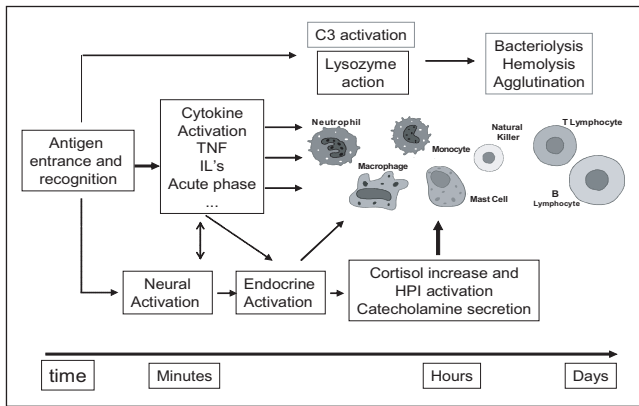 C3 activation
Lysozyme
action
Bacteriolysis
Hemolysis
Agglutination
Antigen
entrance and
recognition
Cytokine
Activation
TNF
IL's
Acute phase
...
Neutrophil
Monocyte
Natural
Killer
T Lymphocyte
Macrophage
Mast Cell
B
Lymphocyte
Neural
Activation
Endocrine
Activation
Cortisol increase and
HPI activation
Catecholamine secretion
time
Minutes
Hours
Days